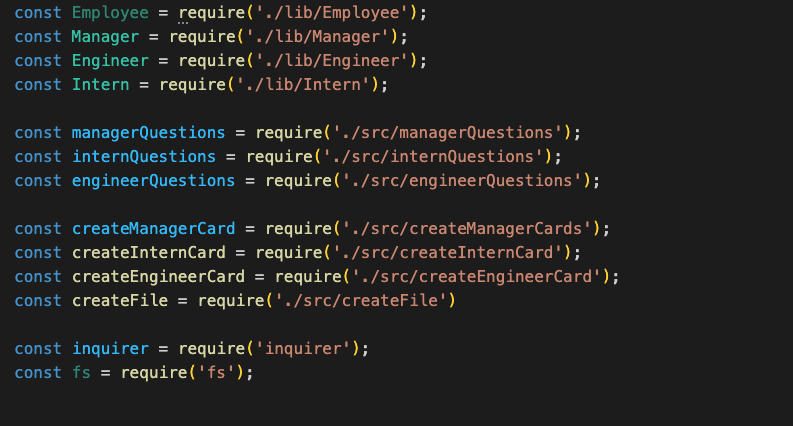 const Employee = require('./lib/Employee');
const Manager = require('./lib/Manager');
const Engineer = require('./lib/Engineer');
const Intern = require('./lib/Intern');
const managerQuestions = require('./src/managerQuestions');
const internQuestions = require('./src/internQuestions');
const engineerQuestions = require('./src/engineerQuestions');
const createManagerCard = require('./src/createManagerCards');
const createInternCard = require('./src/createInternCard');
const createEngineerCard = require('./src/createEngineerCard');
const createFile = require('./src/createFile')
const inquirer = require('inquirer');
const fs = require('fs');